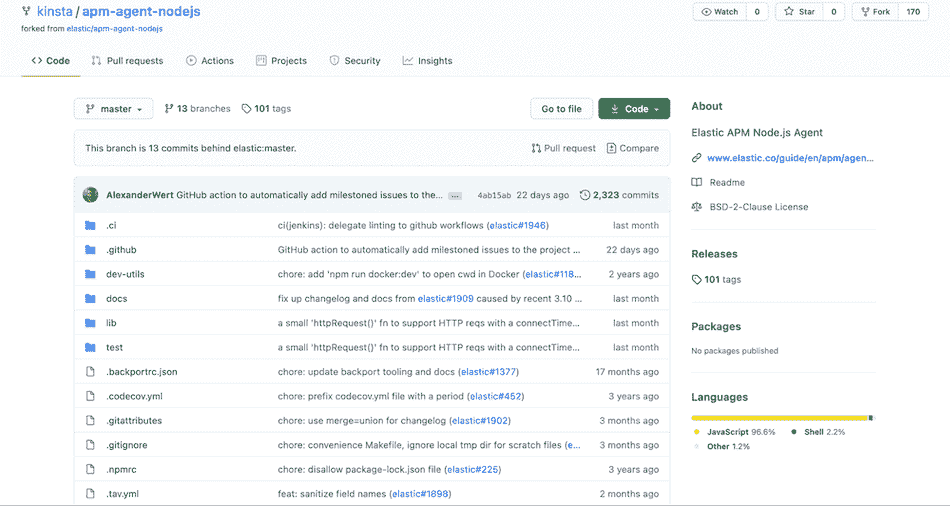 kinsta / apm-agent-nodejs
Watch 0
Star 0
Fork 170
forked from elastic/apm-agent-nodejs
Code
Pull requests
Actions
Projects
Security
Insights
master
13 branches
101 tags
Go to file
Code
This branch is 13 commits behind elastic:master.
Pull request
Compare
AlexanderWert GitHub action to automatically add milestoned issues to the... ... 4ab15ab 22 days ago 2,323 commits
.ci ci(jenkins): delegate linting to github workflows (elastic#1946) last month
.github GitHub action to automatically add milestoned issues to the project ... 22 days ago
dev-utils chore: add 'npm run docker:dev' to open cwd in Docker (elastic#118... 2 years ago
docs fix up changelog and docs from elastic#1909 caused by recent 3.10 ... last month
lib a small 'httpRequest()' fn to support HTTP reqs with a connectTime... last month
test a small 'httpRequest()' fn to support HTTP reqs with a connectTime... last month
.backportrc.json chore: update backport tooling and docs (elastic#1377) 17 months ago
.codecov.yml chore: prefix codecov.yml file with a period (elastic#452) 3 years ago
.gitattributes chore: use merge=union for changelog (elastic#1902) 3 months ago
.gitignore chore: convenience Makefile, ignore local tmp dir for scratch files (e... 3 months ago
.npmrc chore: disallow package-lock.json file (elastic#225) 3 years ago
.tav.yml feat: sanitize field names (elastic#1898) 2 months ago
About
Elastic APM Node.js Agent
www.elastic.co/guide/en/apm/agen...
Readme
BSD-2-Clause License
Releases
101 tags
Packages
No packages published
Languages
JavaScript 96.6% Shell 2.2%
Other 1.2%